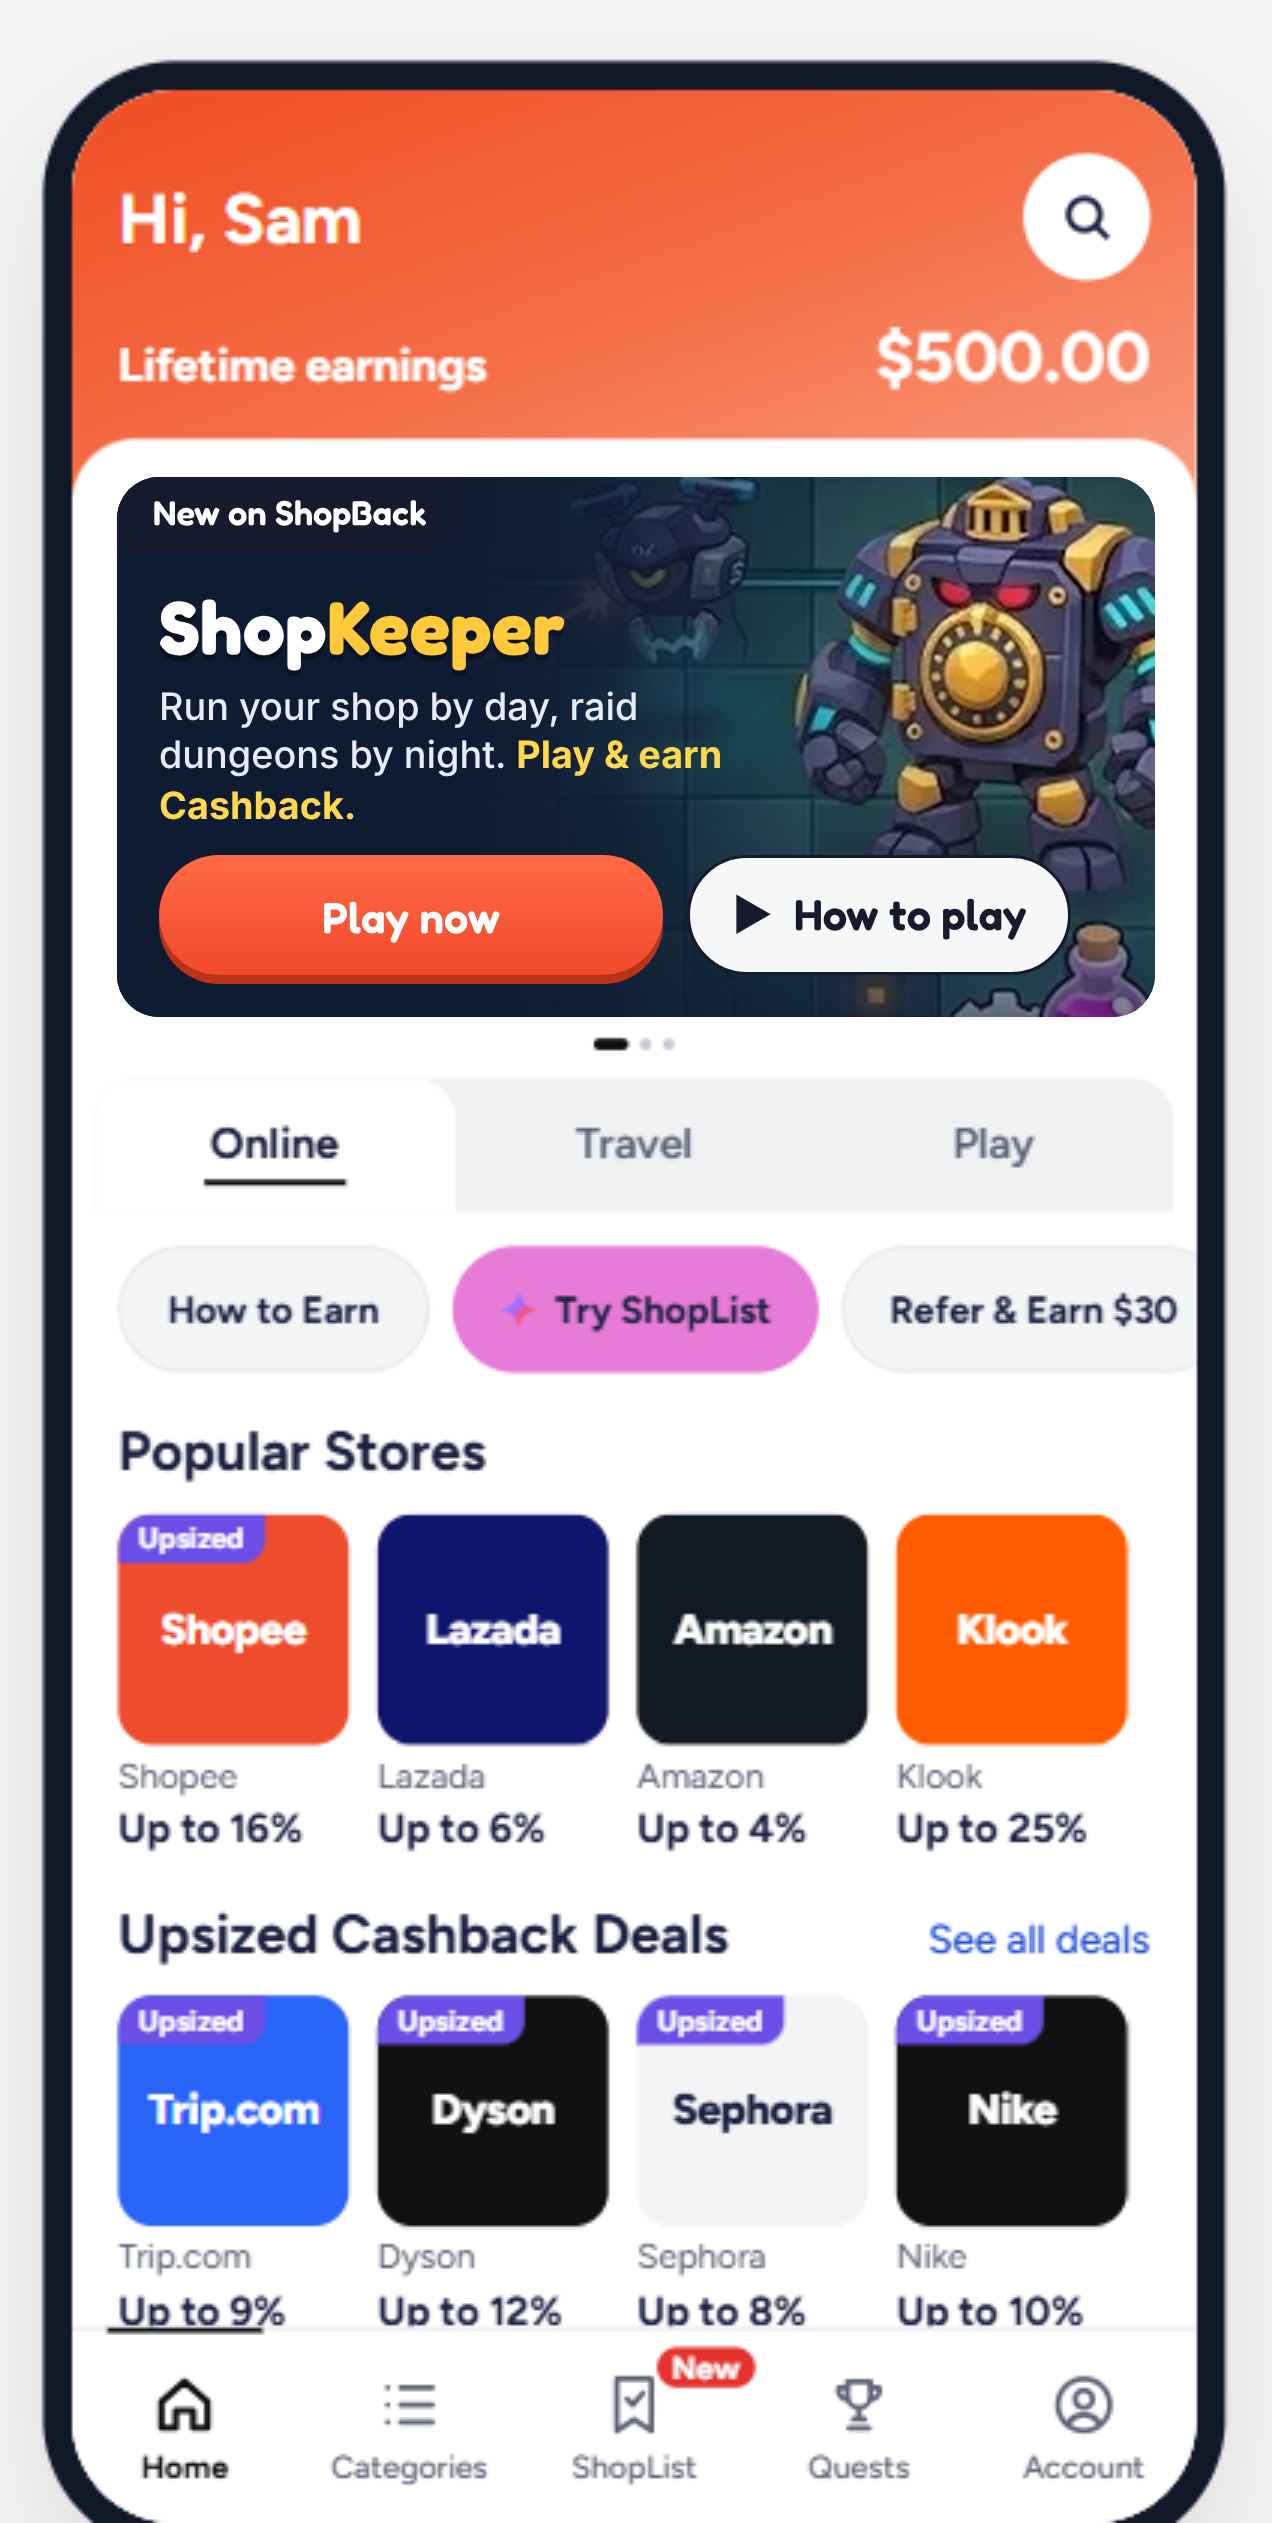 Hi, Sam
Lifetime earnings
$500.00
New on ShopBack
ShopKeeper
Run your shop by day, raid
dungeons by night. Play & earn
Cashback.
Play now
How to play
Online
Travel
Play
How to Earn
Try ShopList
Refer & Earn $30
Popular Stores
Upsized
Shopee
Lazada
Amazon
Klook
Shopee
Lazada
Amazon
Klook
Up to 16%
Up to 6%
Up to 4%
Up to 25%
Upsized Cashback Deals
See all deals
Upsized
Upsized
Upsized
Upsized
Trip.com
Dyson
Sephora
Nike
Trip.com
Dyson
Sephora
Nike
Up to 9%
Up to 12%
Up to 8%
Up to 10%
New
Home
Categories
ShopList
Quests
Account